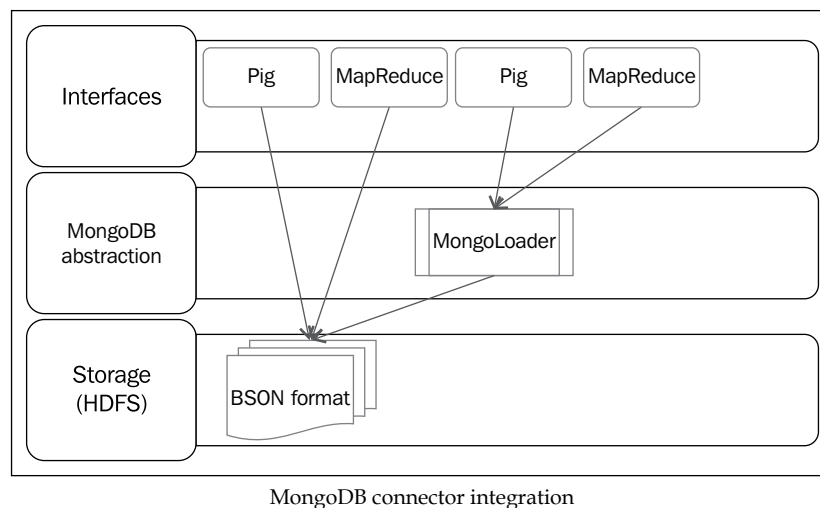 Interfaces
Pig
MapReduce
Pig
MapReduce
MongoDB
abstraction
MongoLoader
Storage
(HDFS)
BSON format
MongoDB connector integration